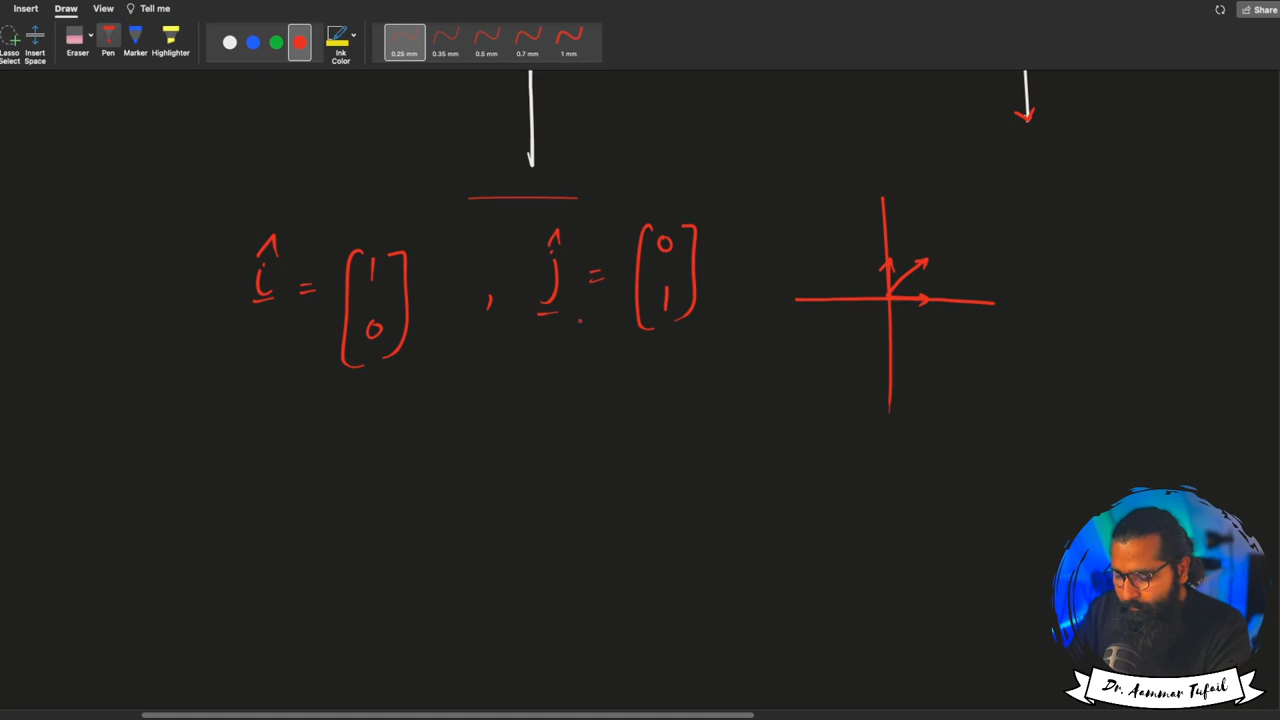 Insert Draw View Tell me
Share
Lasso Select
Insert Space
Eraser
Pen
Marker
Highlighter
Ink Color
0.25 mm
0.35 mm
0.5 mm
0.7 mm
1 mm
î = [1 0] , ĵ = [0 1]
Dr. Aammar Tufail